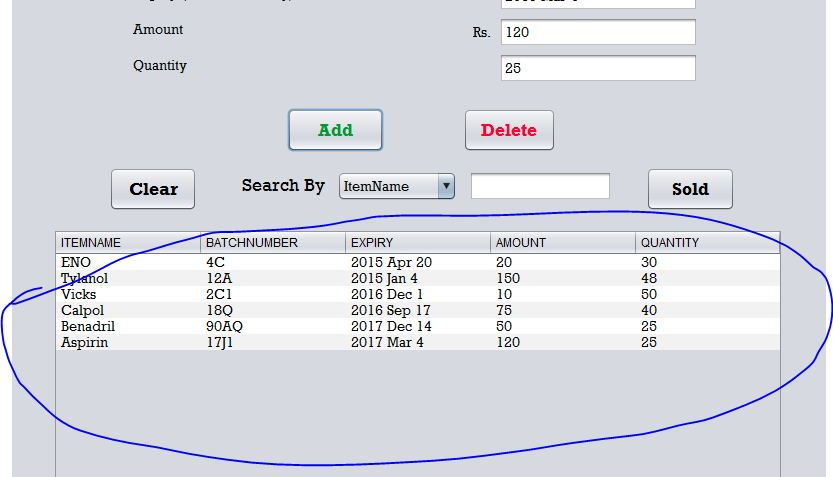 Amount Rs. 120
Quantity 25
Add Delete
Clear Search By ItemName Sold
ITEMNAME BATCHNUMBER EXPIRY AMOUNT QUANTITY
ENO 4C 2015 Apr 20 20 30
Tylanol 12A 2015 Jan 4 150 48
Vicks 2C1 2016 Dec 1 10 50
Calpol 18Q 2016 Sep 17 75 40
Benadril 90AQ 2017 Dec 14 50 25
Aspirin 17J1 2017 Mar 4 120 25